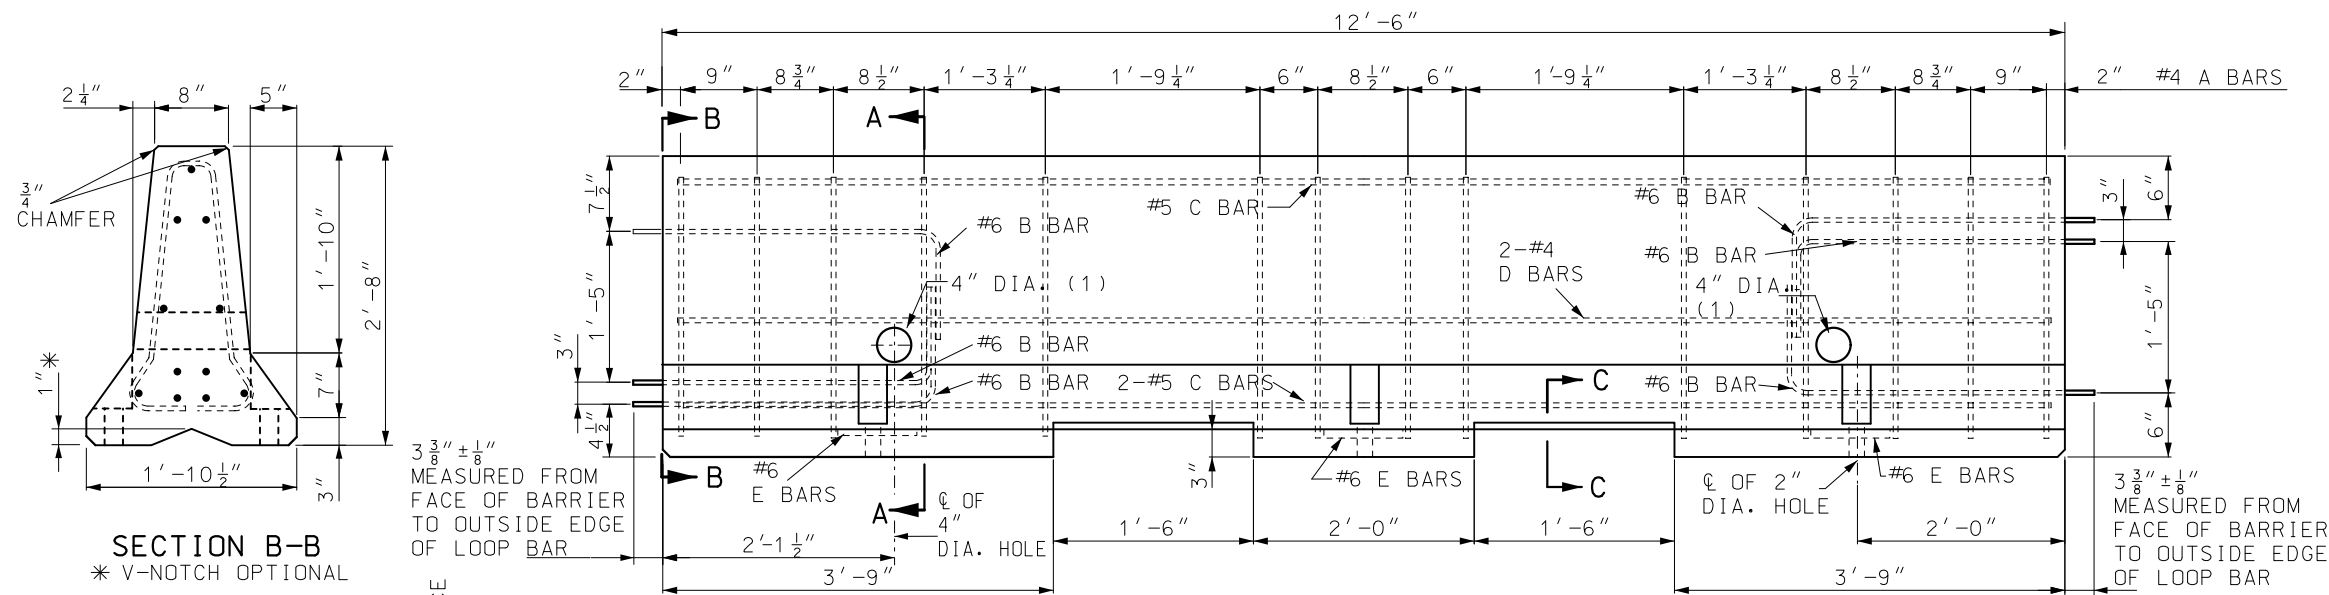 2 1/4"
8"
5"
3/4"
CHAMFER
1'-10"
2'-8"
1"*
7"
3"
1'-10 1/2"
SECTION B-B
* V-NOTCH OPTIONAL
12'-6"
2" 9" 8 3/4" 8 1/2" 1'-3 1/4" 1'-9 1/4" 6" 8 1/2" 6" 1'-9 1/4" 1'-3 1/4" 8 1/2" 8 3/4" 9" 2" #4 A BARS
B
A
7 1/2"
1'-5"
3"
4 1/2"
#6 B BAR
4" DIA. (1)
#6 B BAR
#6 B BAR
#5 C BAR
2-#5 C BARS
2-#4
D BARS
#6 B BAR
#6 B BAR
4" DIA.
(1)
#6 B BAR
C
C
3"
6"
1'-5"
6"
3"
B
A
#6
E BARS
#6 E BARS
#6 E BARS
℄ OF
4"
DIA. HOLE
℄ OF 2"
DIA. HOLE
3 3/8"±1/8"
MEASURED FROM
FACE OF BARRIER
TO OUTSIDE EDGE
OF LOOP BAR
2'-1 1/2"
1'-6"
2'-0"
1'-6"
2'-0"
3'-9"
3'-9"
3 3/8"±1/8"
MEASURED FROM
FACE OF BARRIER
TO OUTSIDE EDGE
OF LOOP BAR